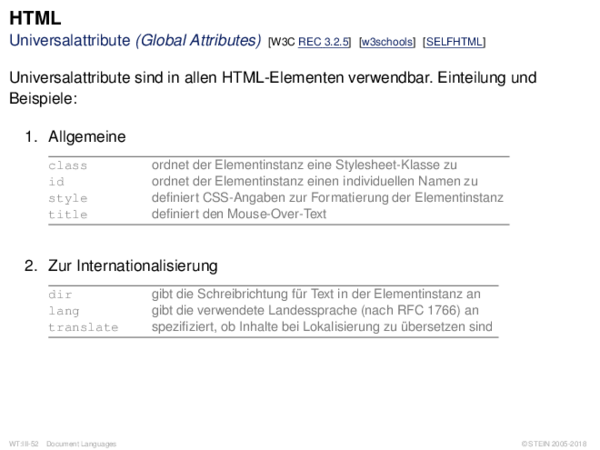 HTML
Universalattribute (Global Attributes) [W3C REC 3.2.5] [w3schools] [SELFHTML]
Universalattribute sind in allen HTML-Elementen verwendbar. Einteilung und
Beispiele:
1. Allgemeine
class ordnet der Elementinstanz eine Stylesheet-Klasse zu
id ordnet der Elementinstanz einen individuellen Namen zu
style definiert CSS-Angaben zur Formatierung der Elementinstanz
title definiert den Mouse-Over-Text
2. Zur Internationalisierung
dir gibt die Schreibrichtung für Text in der Elementinstanz an
lang gibt die verwendete Landessprache (nach RFC 1766) an
translate spezifiziert, ob Inhalte bei Lokalisierung zu übersetzen sind
WT:III-52 Document Languages © STEIN 2005-2018